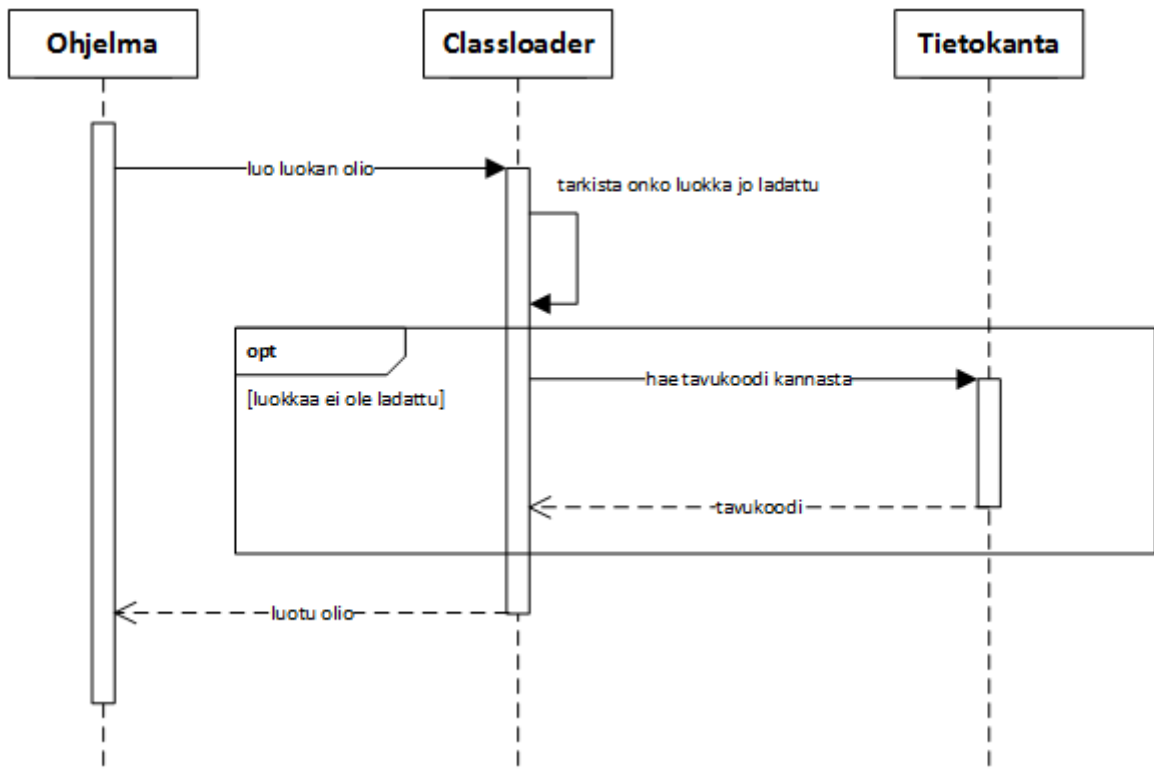 Ohjelma
Classloader
Tietokanta
luo luokan olio
tarkista onko luokka jo ladattu
opt
[luokkaa ei ole ladattu]
hae tavukoodi kannasta
tavukoodi
luotu olio